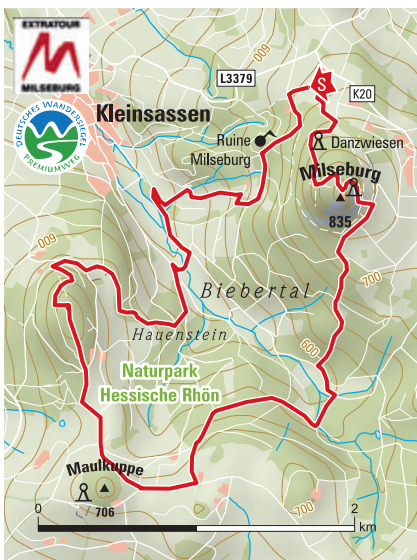 EXTRATOUR
M
MILSEBURG
DEUTSCHES WANDERSIEGEL
PREMIUMWEG
600
L3379
S
K20
Kleinsassen
Ruine
Milseburg
Danzwiesen
Milseburg
835
600
700
Biebertal
Hauenstein
600
700
Naturpark
Hessische Rhön
Maulkuppe
706
0
2
km